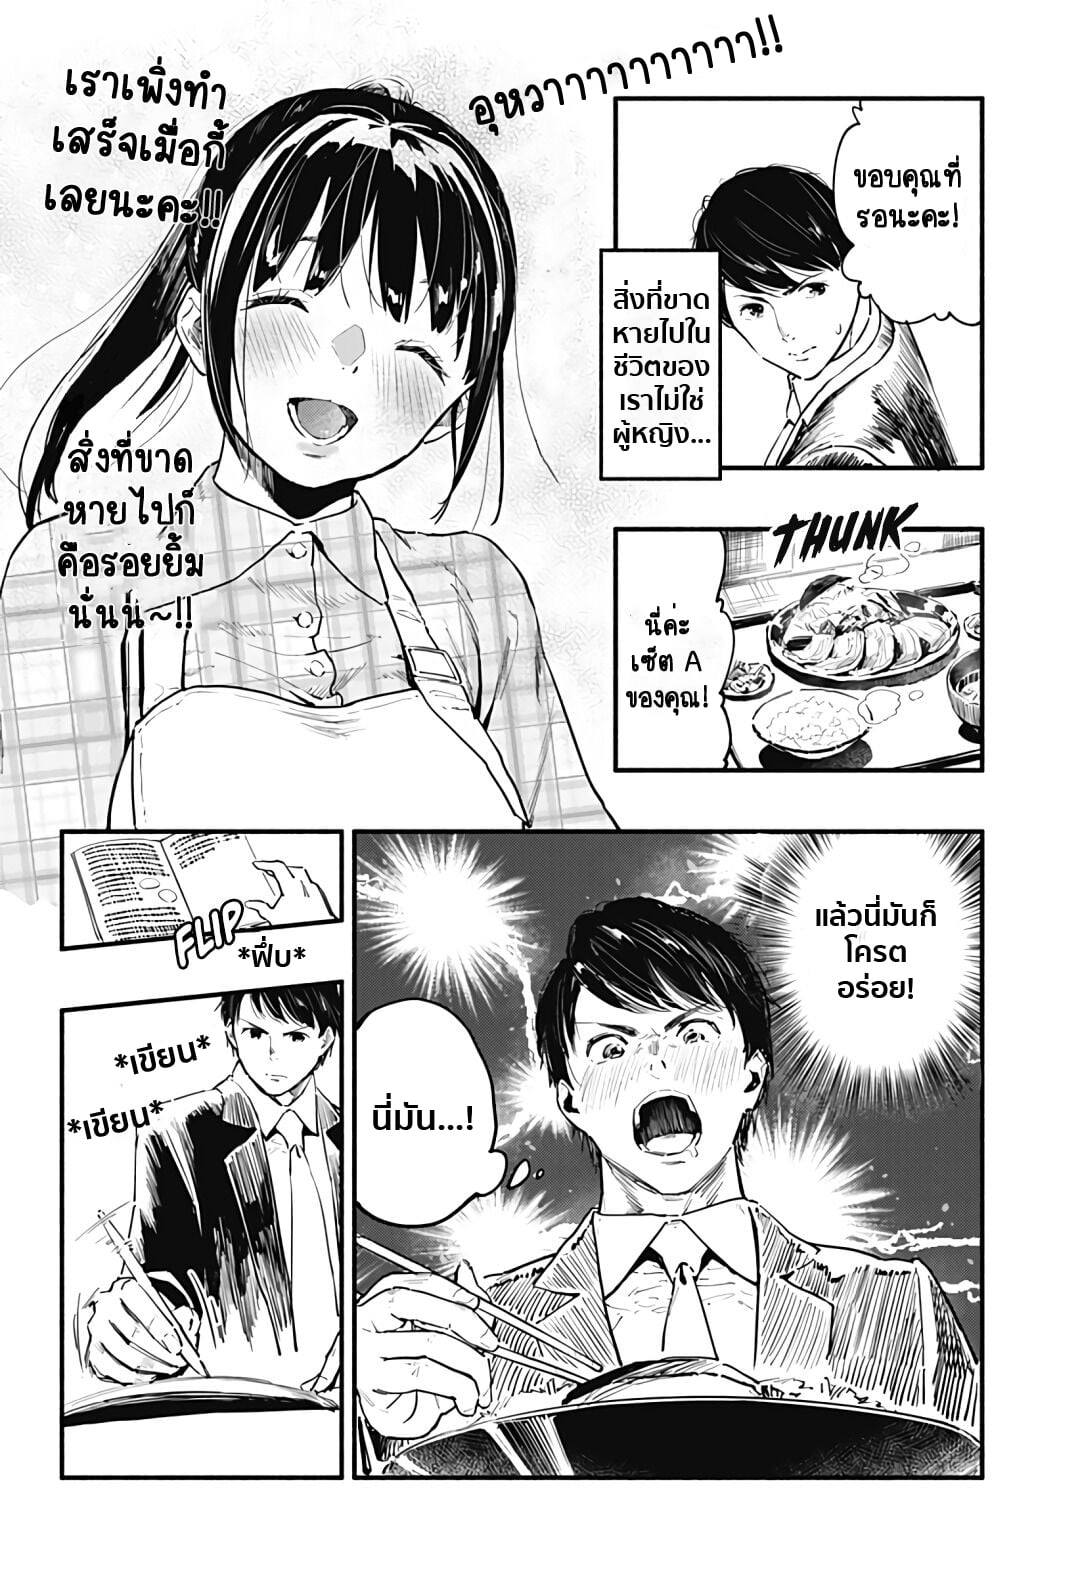 ขอบคุณที่
รอนะคะ!
สิ่งที่ขาด
หายไปใน
ชีวิตของ
เราไม่ใช่
ผู้หญิง...
THUNK
นี่ค่ะ
เซ็ต A
ของคุณ!
อุหวาาาาาาาาาา!!
เราเพิ่งทำ
เสร็จเมื่อกี้
เลยนะคะ!!
สิ่งที่ขาด
หายไปก็
คือรอยยิ้ม
นั่นน~!!
แล้วนี่มันก็
โครต
อร่อย!
นี่มัน...!
FLIP
*ฟึ่บ*
*เขียน*
*เขียน*